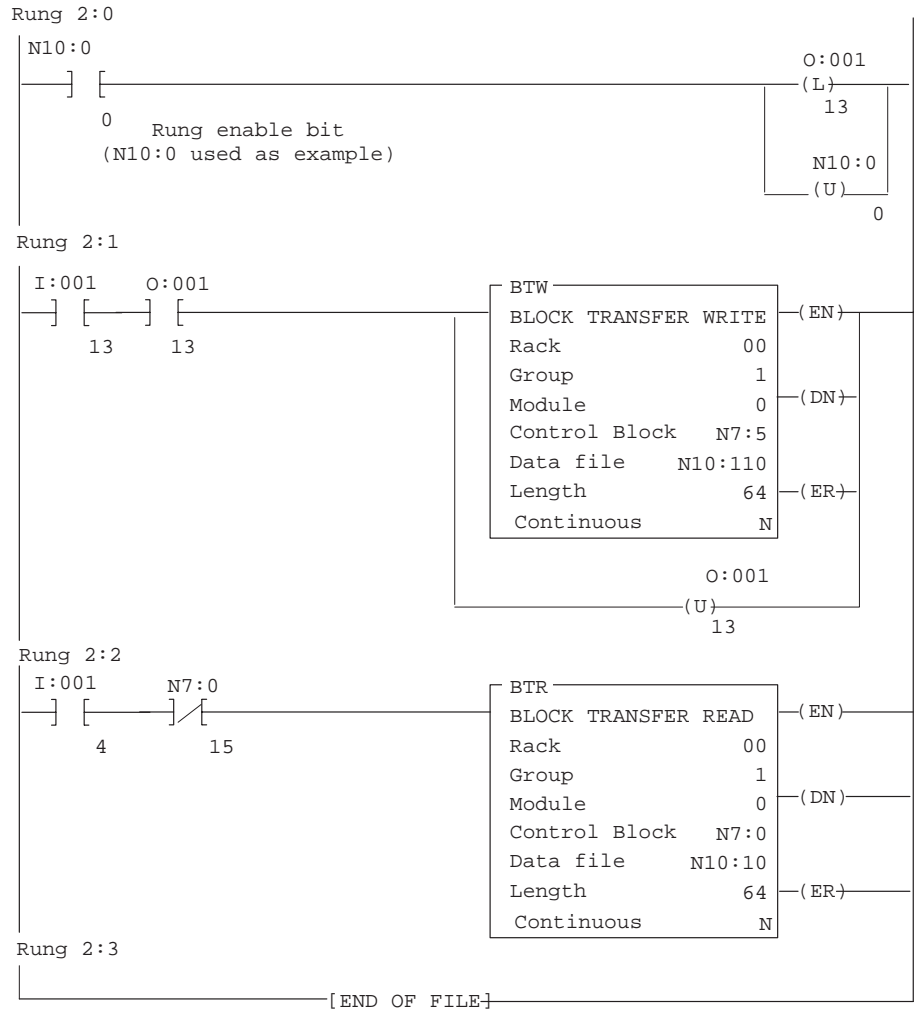 Rung 2:0
N10:0
O:001
] [
(L)
0
13
Rung enable bit
(N10:0 used as example)
N10:0
(U)
0
Rung 2:1
I:001 O:001
] [ ] [
13 13
BTW
BLOCK TRANSFER WRITE (EN)
Rack 00
Group 1
Module 0 (DN)
Control Block N7:5
Data file N10:110
Length 64 (ER)
Continuous N
O:001
(U)
13
Rung 2:2
I:001 N7:0
] [ ]/[
4 15
BTR
BLOCK TRANSFER READ (EN)
Rack 00
Group 1
Module 0 (DN)
Control Block N7:0
Data file N10:10
Length 64 (ER)
Continuous N
Rung 2:3
[END OF FILE]